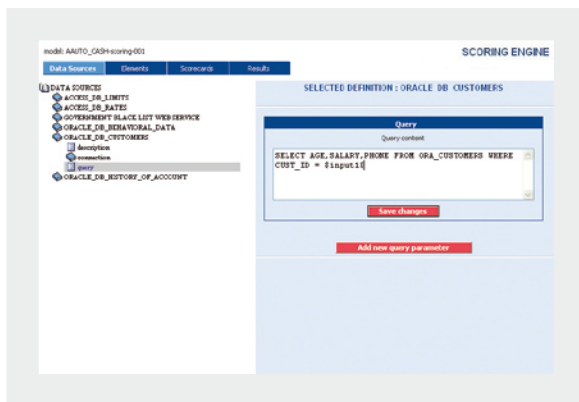 model: AAUTO_CASH-scoring-001
SCORING ENGINE
Data Sources Elements Scorecards Results
DATA SOURCES
ACCESS_DB_LIMITS
ACCESS_DB_RATES
GOVERNMENT BLACK LIST WEB SERVICE
ORACLE_DB_BEHAVIORAL_DATA
ORACLE_DB_CUSTOMERS
description
connection
query
ORACLE_DB_HISTORY_OF_ACCOUNT
SELECTED DEFINITION : ORACLE DB CUSTOMERS
Query
Query content
SELECT AGE,SALARY,PHONE FROM ORA_CUSTOMERS WHERE
CUST_ID = $input1$
Save changes
Add new query parameter